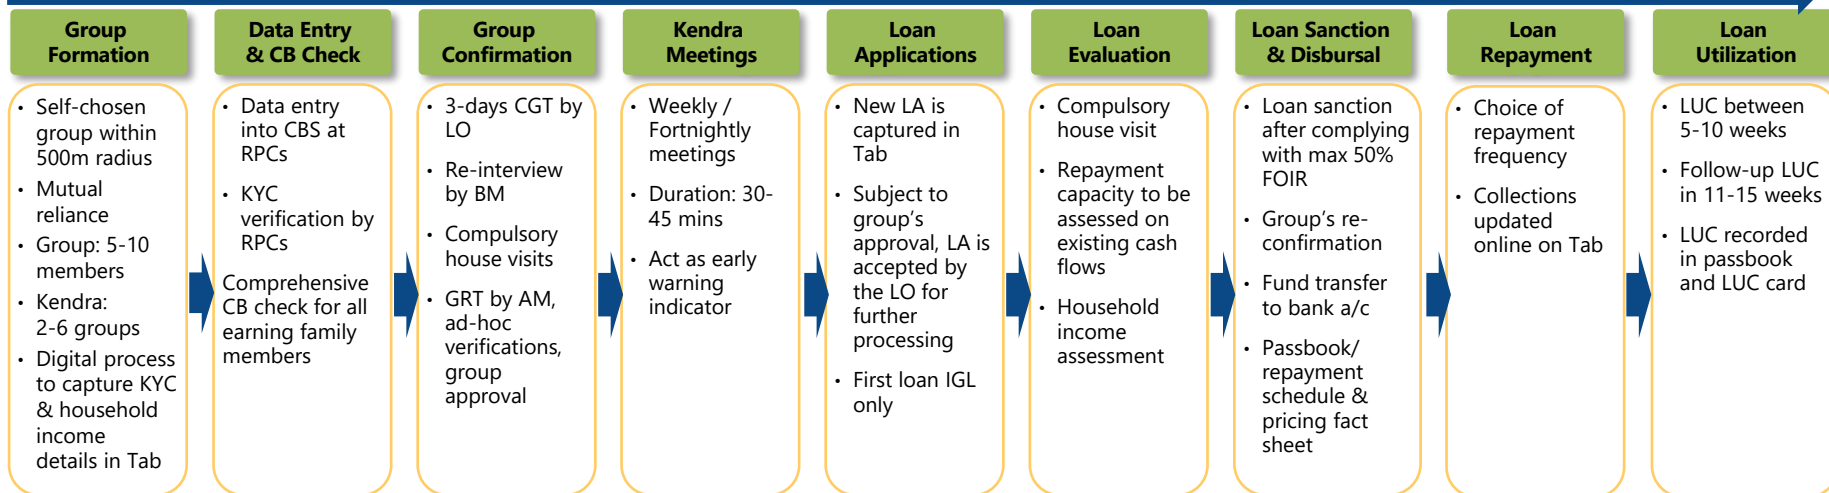 Group
Formation
• Self-chosen
group within
500m radius
• Mutual
reliance
• Group: 5-10
members
• Kendra:
2-6 groups
• Digital process
to capture KYC
& household
income
details in Tab
Data Entry
& CB Check
• Data entry
into CBS at
RPCs
• KYC
verification by
RPCs
Comprehensive
CB check for all
earning family
members
Group
Confirmation
• 3-days CGT by
LO
• Re-interview
by BM
• Compulsory
house visits
• GRT by AM,
ad-hoc
verifications,
group
approval
Kendra
Meetings
• Weekly /
Fortnightly
meetings
• Duration: 30-
45 mins
• Act as early
warning
indicator
Loan
Applications
• New LA is
captured in
Tab
• Subject to
group's
approval, LA is
accepted by
the LO for
further
processing
• First loan IGL
only
Loan
Evaluation
• Compulsory
house visit
• Repayment
capacity to be
assessed on
existing cash
flows
• Household
income
assessment
Loan Sanction
& Disbursal
• Loan sanction
after complying
with max 50%
FOIR
• Group's re-
confirmation
• Fund transfer
to bank a/c
• Passbook/
repayment
schedule &
pricing fact
sheet
Loan
Repayment
• Choice of
repayment
frequency
• Collections
updated
online on Tab
Loan
Utilization
• LUC between
5-10 weeks
• Follow-up LUC
in 11-15 weeks
• LUC recorded
in passbook
and LUC card